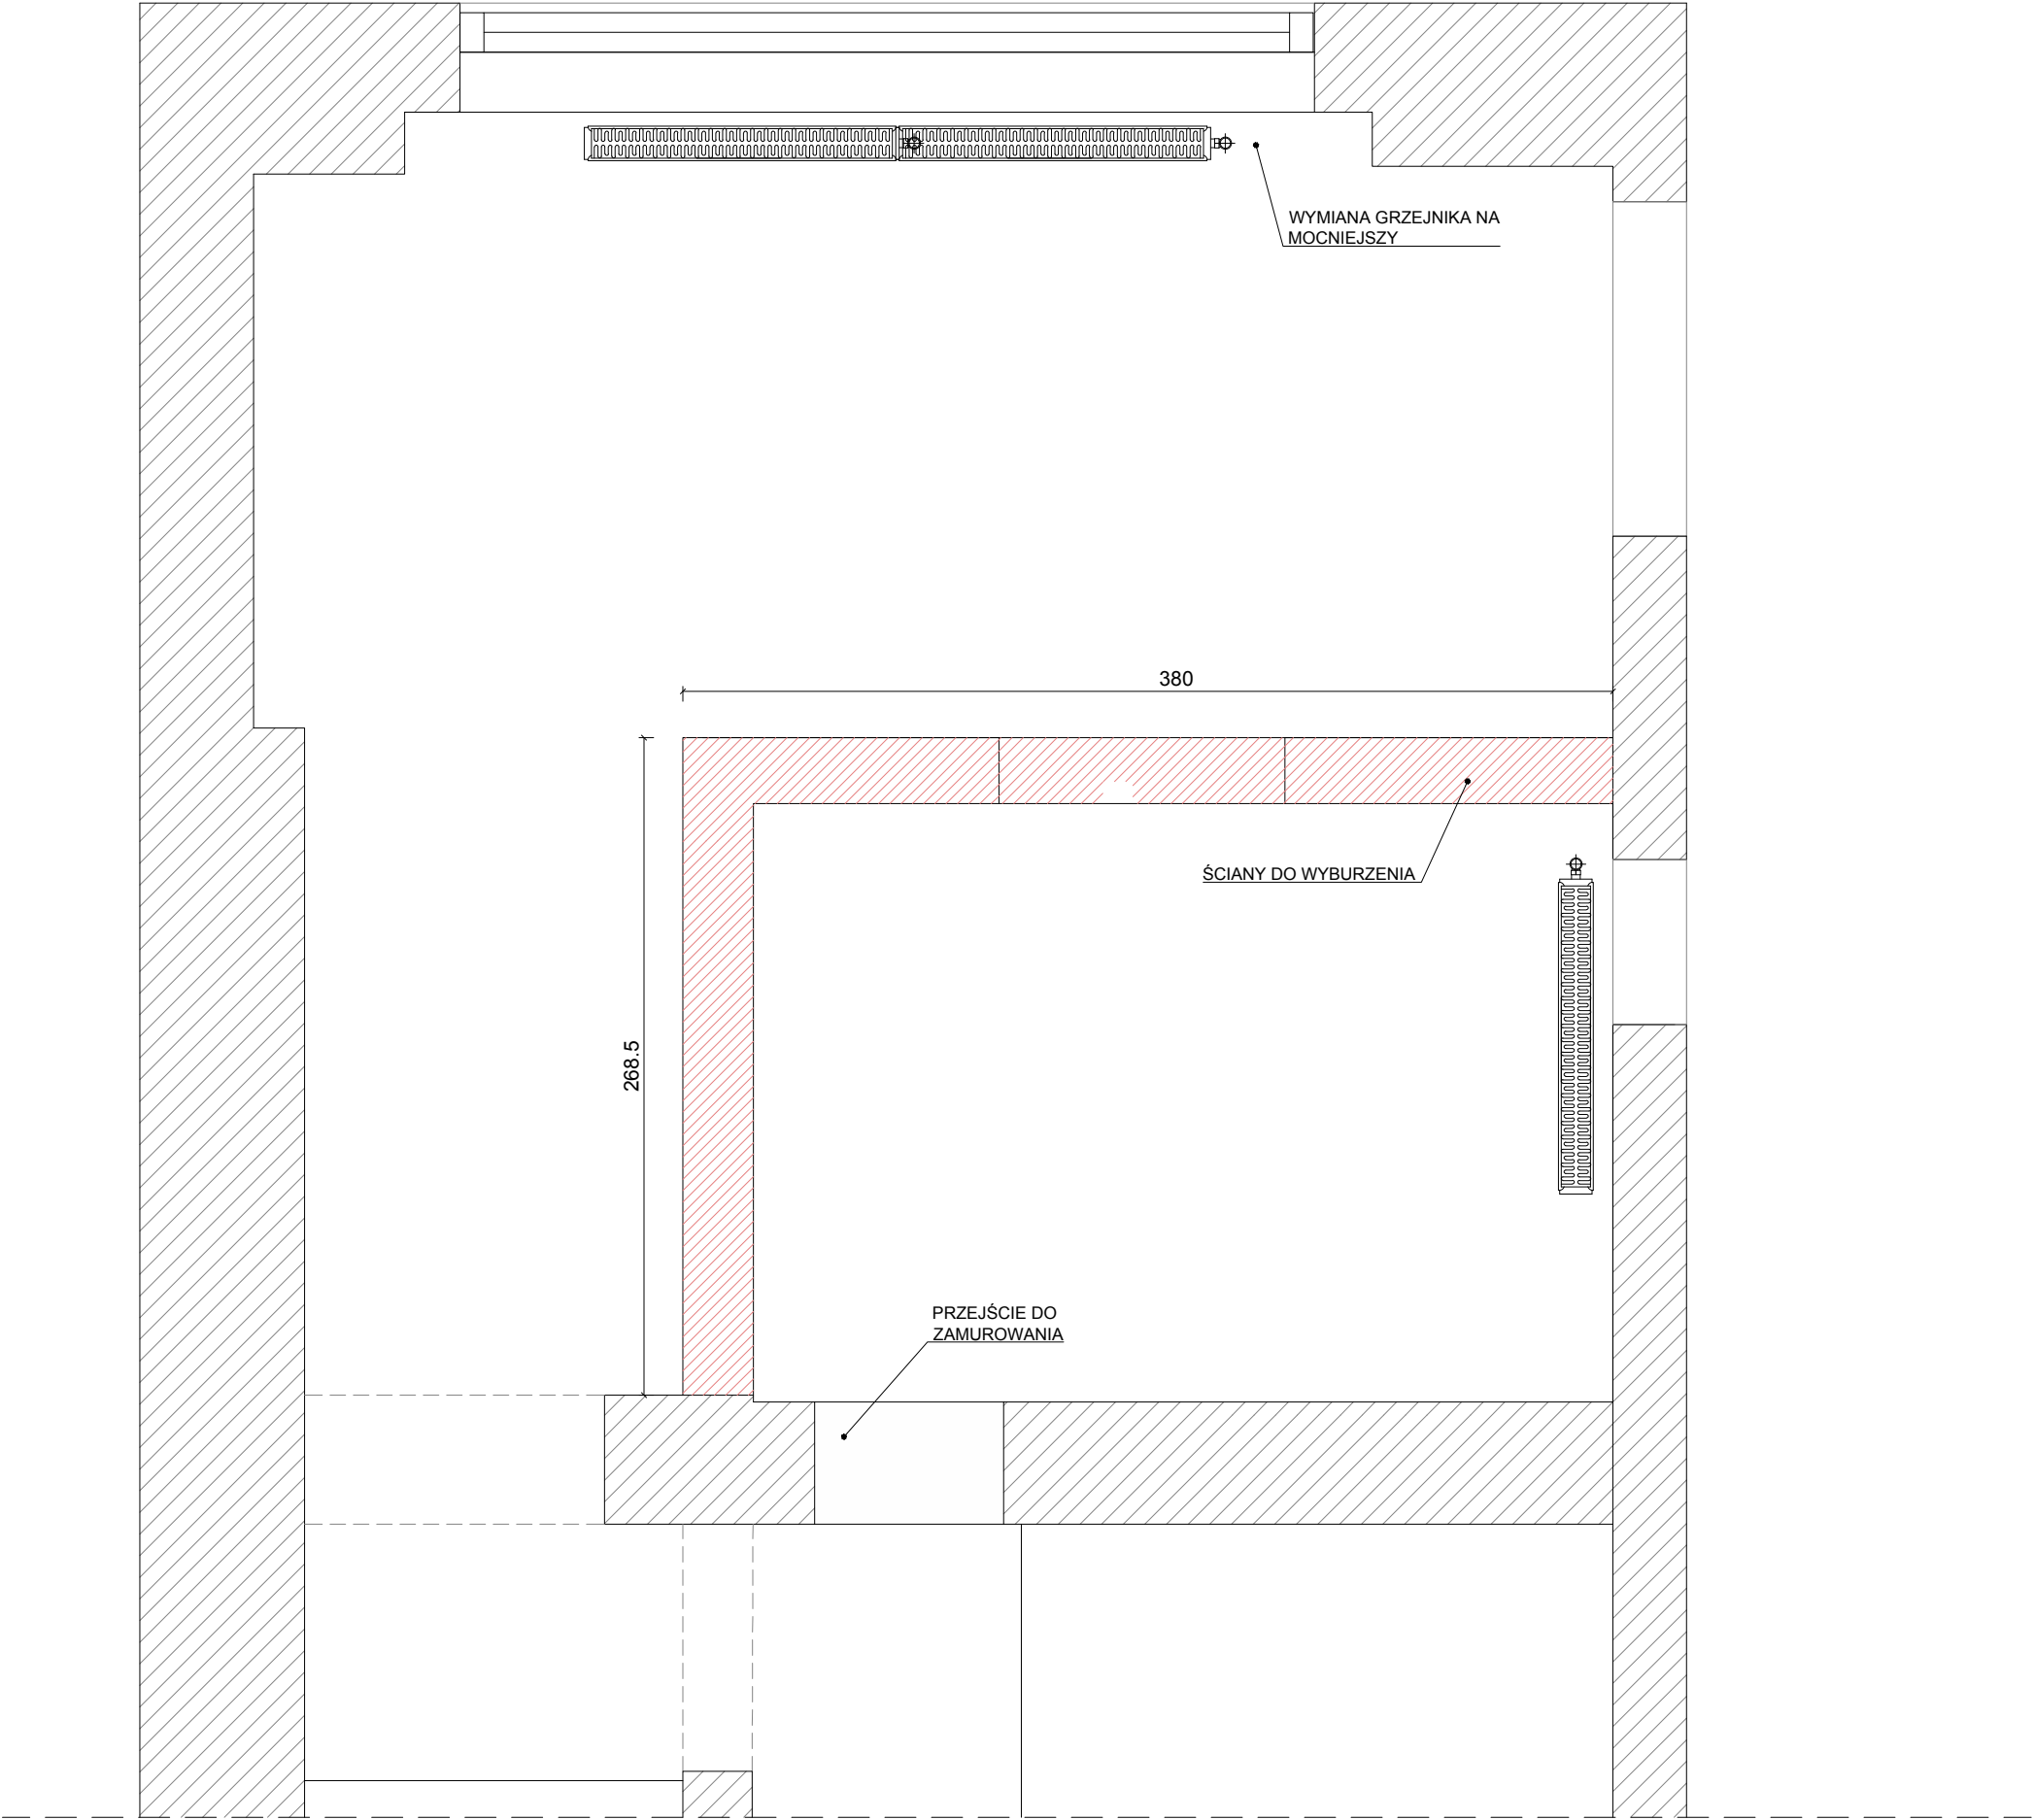 WYMIANA GRZEJNIKA NA
MOCNIEJSZY
380
ŚCIANY DO WYBURZENIA
268.5
PRZEJŚCIE DO
ZAMUROWANIA